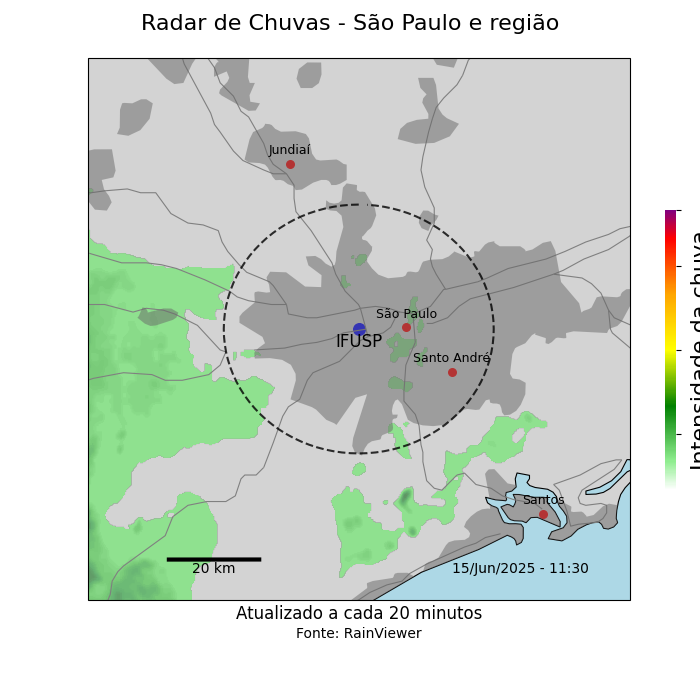 Radar de Chuvas - São Paulo e região
Jundiaí
São Paulo
IFUSP
Santo André
Santos
20 km
15/Jun/2025 - 11:30
Intensidade da chuva
Atualizado a cada 20 minutos
Fonte: RainViewer